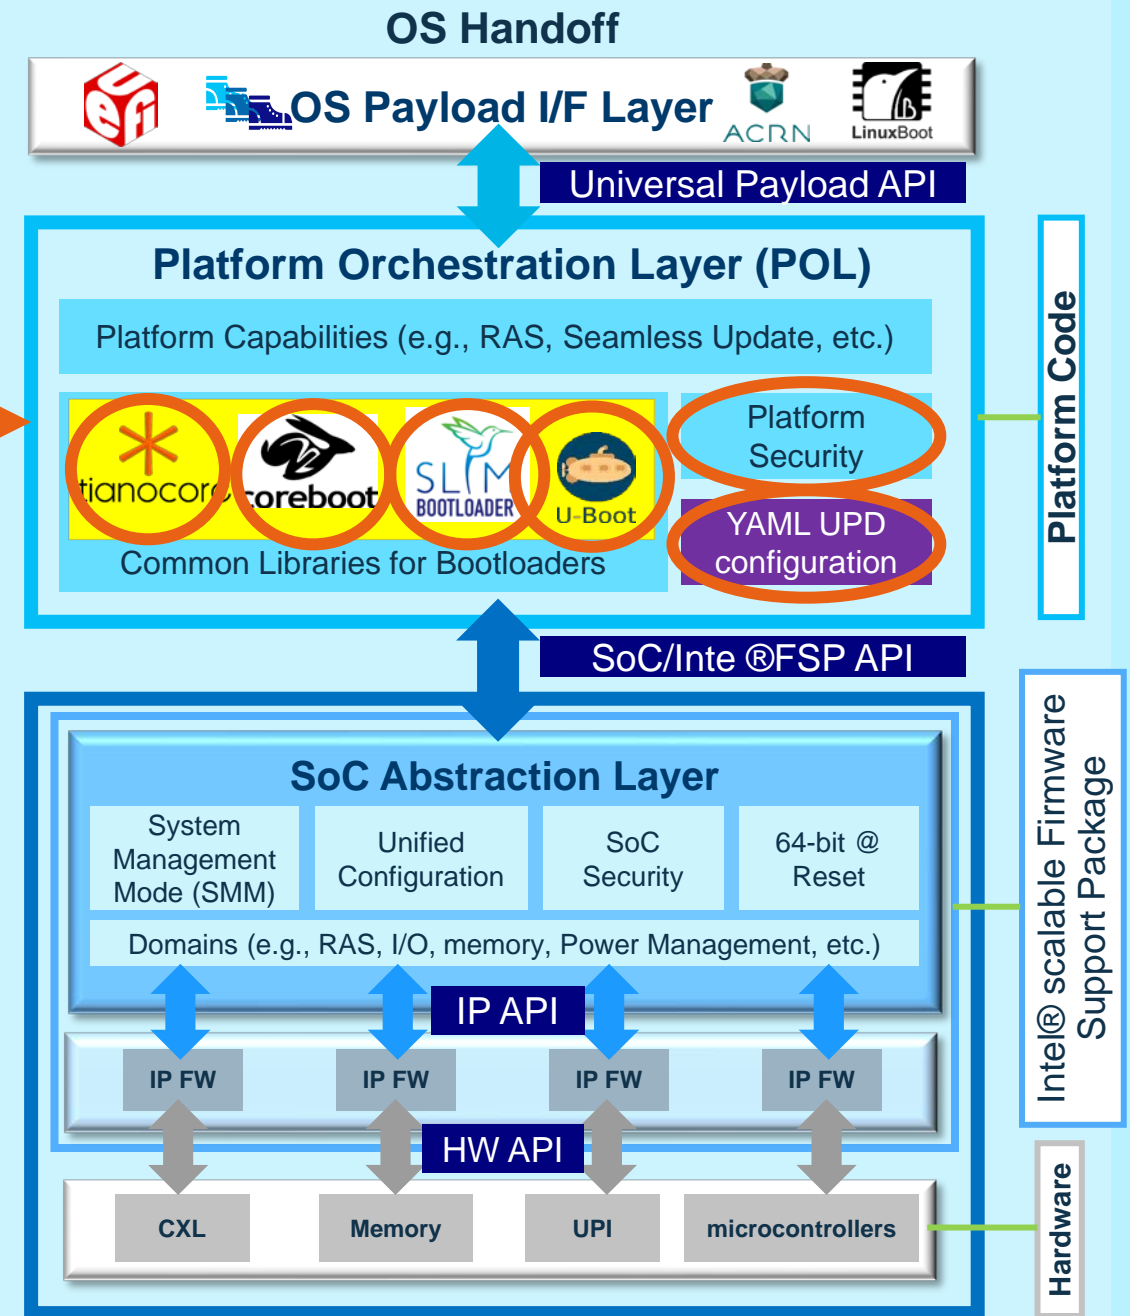 OS Handoff
uefi
OS Payload I/F Layer
ACRN
LinuxBoot
Universal Payload API
Platform Orchestration Layer (POL)
Platform Capabilities (e.g., RAS, Seamless Update, etc.)
tianocore
coreboot
SLIM
BOOTLOADER
U-Boot
Common Libraries for Bootloaders
Platform
Security
YAML UPD
configuration
Platform Code
SoC/Inte ®FSP API
SoC Abstraction Layer
System
Management
Mode (SMM)
Unified
Configuration
SoC
Security
64-bit @
Reset
Domains (e.g., RAS, I/O, memory, Power Management, etc.)
IP API
IP FW
IP FW
IP FW
IP FW
Intel® scalable Firmware
Support Package
HW API
CXL
Memory
UPI
microcontrollers
Hardware